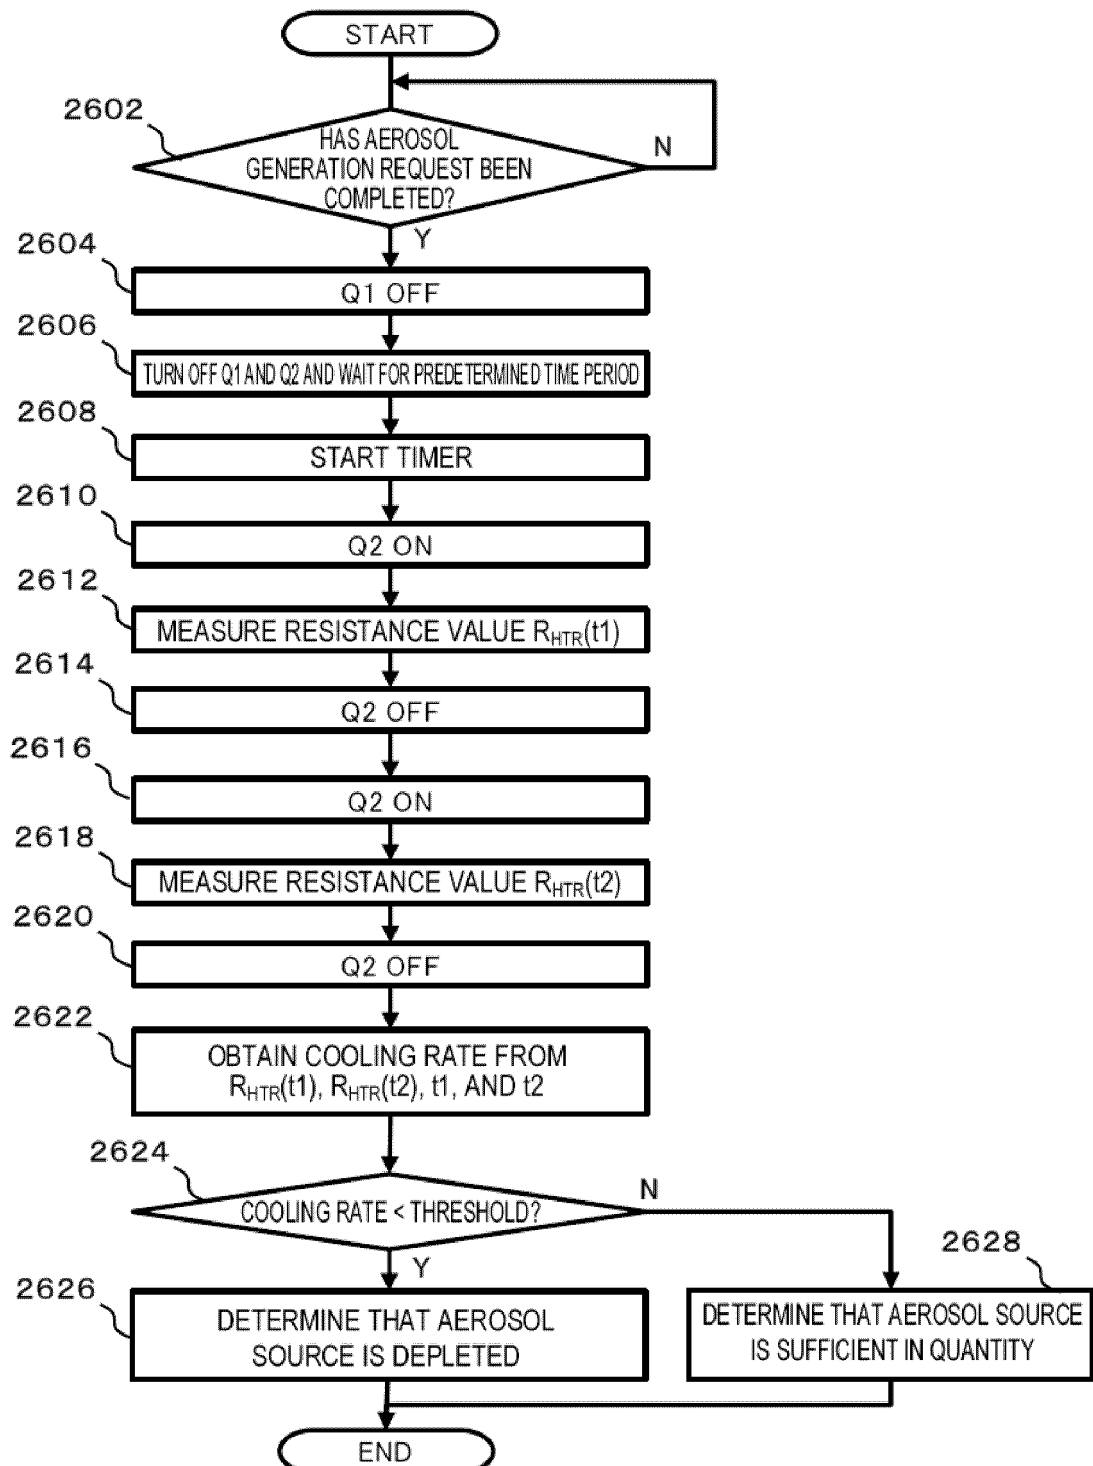 START
2602
HAS AEROSOL
GENERATION REQUEST BEEN
COMPLETED?
N
Y
2604
Q1 OFF
2606
TURN OFF Q1 AND Q2 AND WAIT FOR PREDETERMINED TIME PERIOD
2608
START TIMER
2610
Q2 ON
2612
MEASURE RESISTANCE VALUE RHTR(t1)
2614
Q2 OFF
2616
Q2 ON
2618
MEASURE RESISTANCE VALUE RHTR(t2)
2620
Q2 OFF
2622
OBTAIN COOLING RATE FROM
RHTR(t1), RHTR(t2), t1, AND t2
2624
COOLING RATE < THRESHOLD?
N
Y
2626
DETERMINE THAT AEROSOL
SOURCE IS DEPLETED
2628
DETERMINE THAT AEROSOL SOURCE
IS SUFFICIENT IN QUANTITY
END